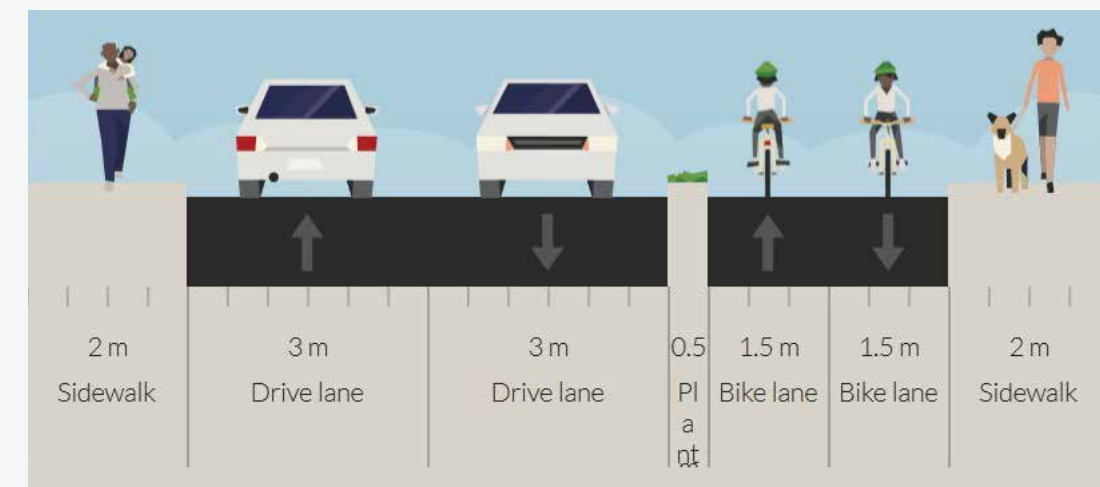 2 m
Sidewalk
3 m
Drive lane
3 m
Drive lane
0.5
Pl
a
nt
1.5 m
Bike lane
1.5 m
Bike lane
2 m
Sidewalk